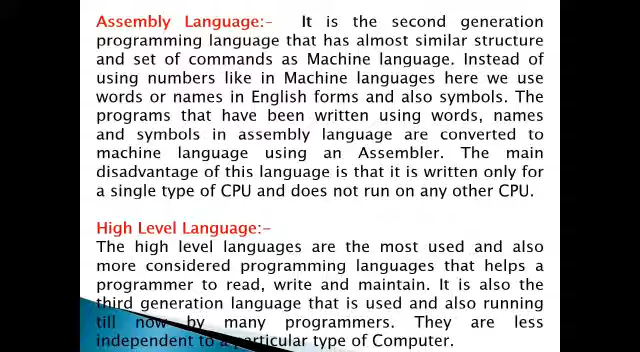 Assembly Language:- It is the second generation
programming language that has almost similar structure
and set of commands as Machine language. Instead of
using numbers like in Machine languages here we use
words or names in English forms and also symbols. The
programs that have been written using words, names
and symbols in assembly language are converted to
machine language using an Assembler. The main
disadvantage of this language is that it is written only for
a single type of CPU and does not run on any other CPU.
High Level Language:-
The high level languages are the most used and also
more considered programming languages that helps a
programmer to read, write and maintain. It is also the
third generation language that is used and also running
till now by many programmers. They are less
independent to a particular type of Computer.